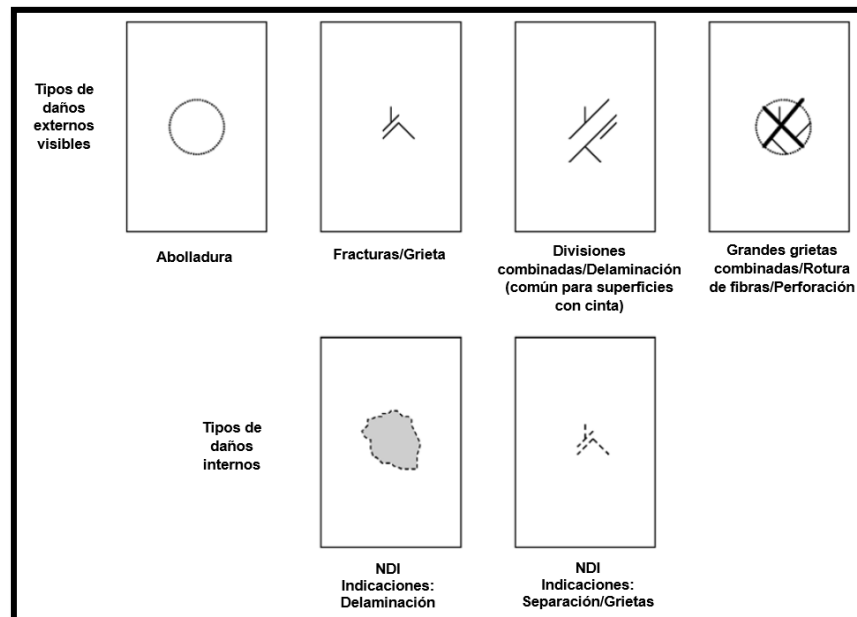 Tipos de
daños
externos
visibles
Abolladura
Fracturas/Grieta
Divisiones
combinadas/Delaminación
(común para superficies
con cinta)
Grandes grietas
combinadas/Rotura
de fibras/Perforación
Tipos de
daños
internos
NDI
Indicaciones:
Delaminación
NDI
Indicaciones:
Separación/Grietas